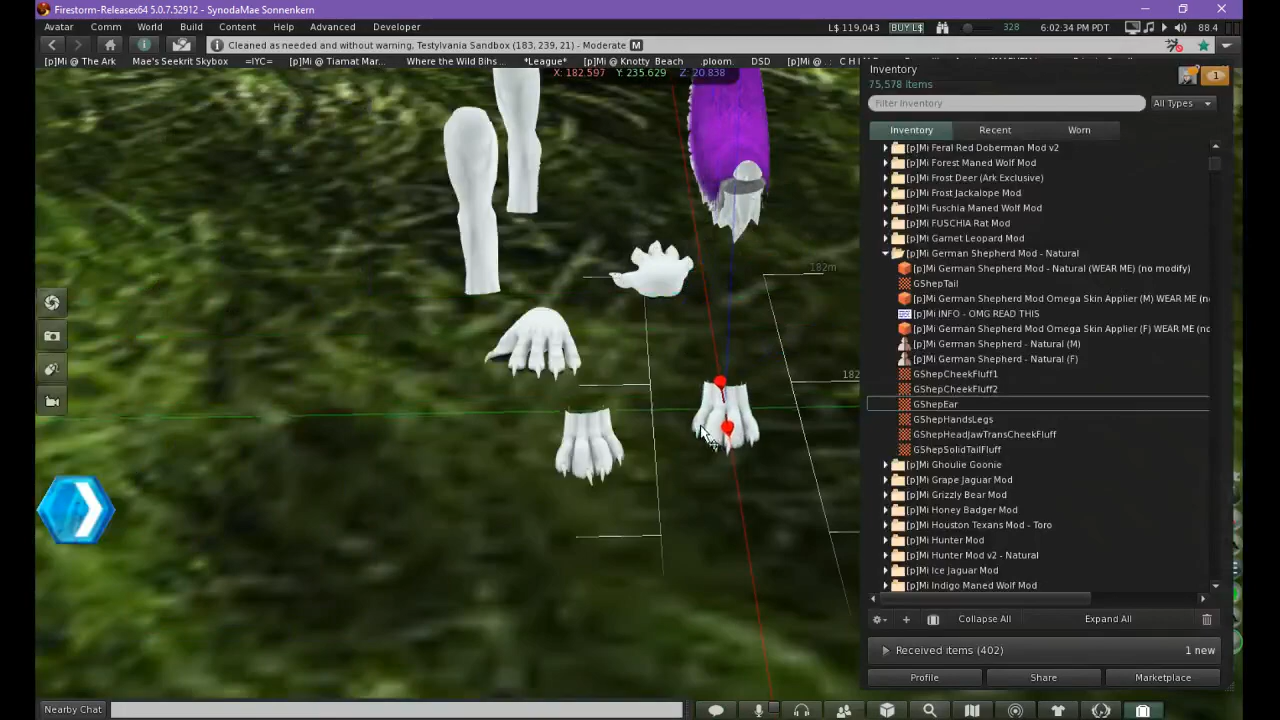 Firestorm-Releasex64 5.0.7.52912 - SynodaMae Sonnenkern
Avatar Comm World Build Content Help Advanced Developer L$ 119,043 BUY L$ 328 6:02:34 PM PDT 88.4
Cleaned as needed and without warning, Testylvania Sandbox (183, 239, 21) - Moderate M
[p]Mi @ The Ark Mae's Seekrit Skybox =IYC= [p]Mi @ Tiamat Mar... Where the Wild Bihs ... *League* [p]Mi @ Knotty Beach .ploom. DSD [p]Mi @ ..
X: 182.597 Y: 235.629 Z: 20.838
182m
182
Inventory
75,578 items
1
Filter Inventory All Types
Inventory Recent Worn
[p]Mi Feral Red Doberman Mod v2
[p]Mi Forest Maned Wolf Mod
[p]Mi Frost Deer (Ark Exclusive)
[p]Mi Frost Jackalope Mod
[p]Mi Fuschia Maned Wolf Mod
[p]Mi FUSCHIA Rat Mod
[p]Mi Garnet Leopard Mod
[p]Mi German Shepherd Mod - Natural
[p]Mi German Shepherd Mod - Natural (WEAR ME) (no modify)
GShepTail
[p]Mi German Shepherd Mod Omega Skin Applier (M) WEAR ME (no
[p]Mi INFO - OMG READ THIS
[p]Mi German Shepherd Mod Omega Skin Applier (F) WEAR ME (no
[p]Mi German Shepherd - Natural (M)
[p]Mi German Shepherd - Natural (F)
GShepCheekFluff1
GShepCheekFluff2
GShepEar
GShepHandsLegs
GShepHeadJawTransCheekFluff
GShepSolidTailFluff
[p]Mi Ghoulie Goonie
[p]Mi Grape Jaguar Mod
[p]Mi Grizzly Bear Mod
[p]Mi Honey Badger Mod
[p]Mi Houston Texans Mod - Toro
[p]Mi Hunter Mod
[p]Mi Hunter Mod v2 - Natural
[p]Mi Ice Jaguar Mod
[p]Mi Indigo Maned Wolf Mod
Collapse All Expand All
Received items (402) 1 new
Profile Share Marketplace
Nearby Chat